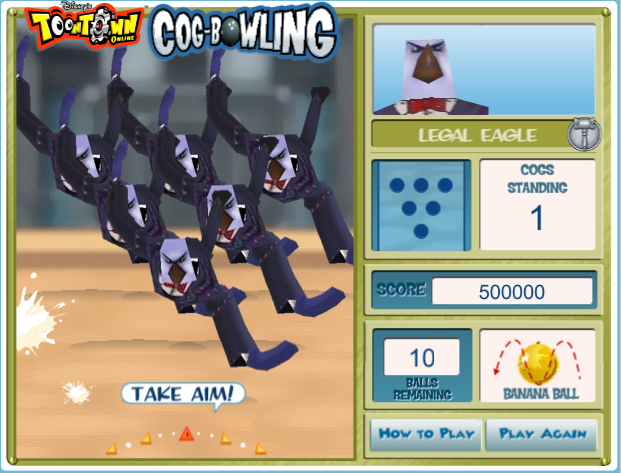 Disney's
TOONTOWN
ONLINE
COG-BOWLING
LEGAL EAGLE
COGS
STANDING
1
SCORE 500000
10
BALLS
REMAINING
BANANA BALL
TAKE AIM!
HOW TO PLAY
PLAY AGAIN